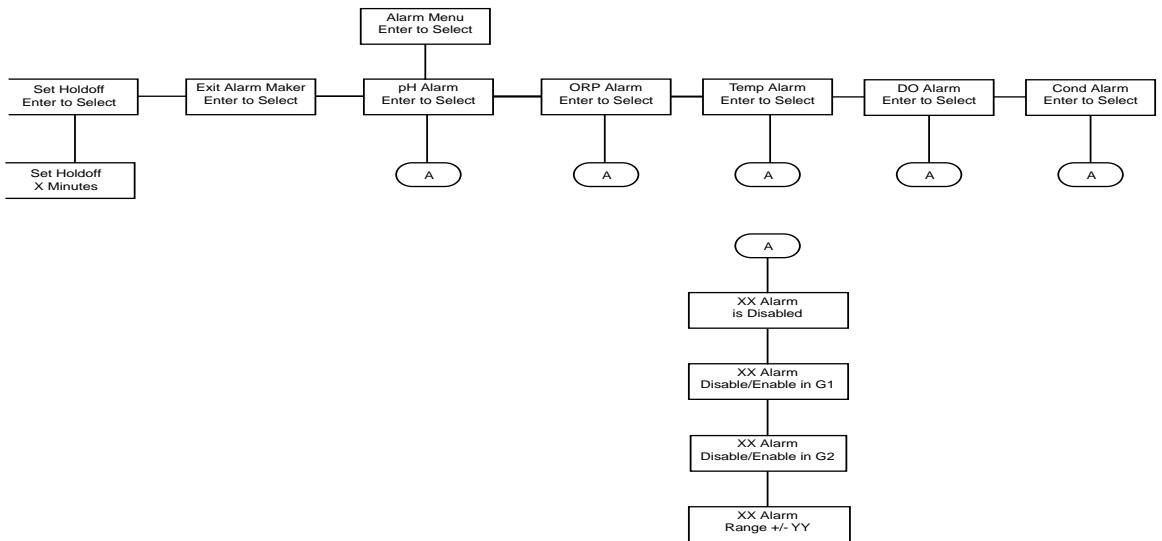 Alarm Menu
Enter to Select
Set Holdoff
Enter to Select
Exit Alarm Maker
Enter to Select
pH Alarm
Enter to Select
ORP Alarm
Enter to Select
Temp Alarm
Enter to Select
DO Alarm
Enter to Select
Cond Alarm
Enter to Select
Set Holdoff
X Minutes
A
A
A
A
A
A
XX Alarm
is Disabled
XX Alarm
Disable/Enable in G1
XX Alarm
Disable/Enable in G2
XX Alarm
Range +/- YY